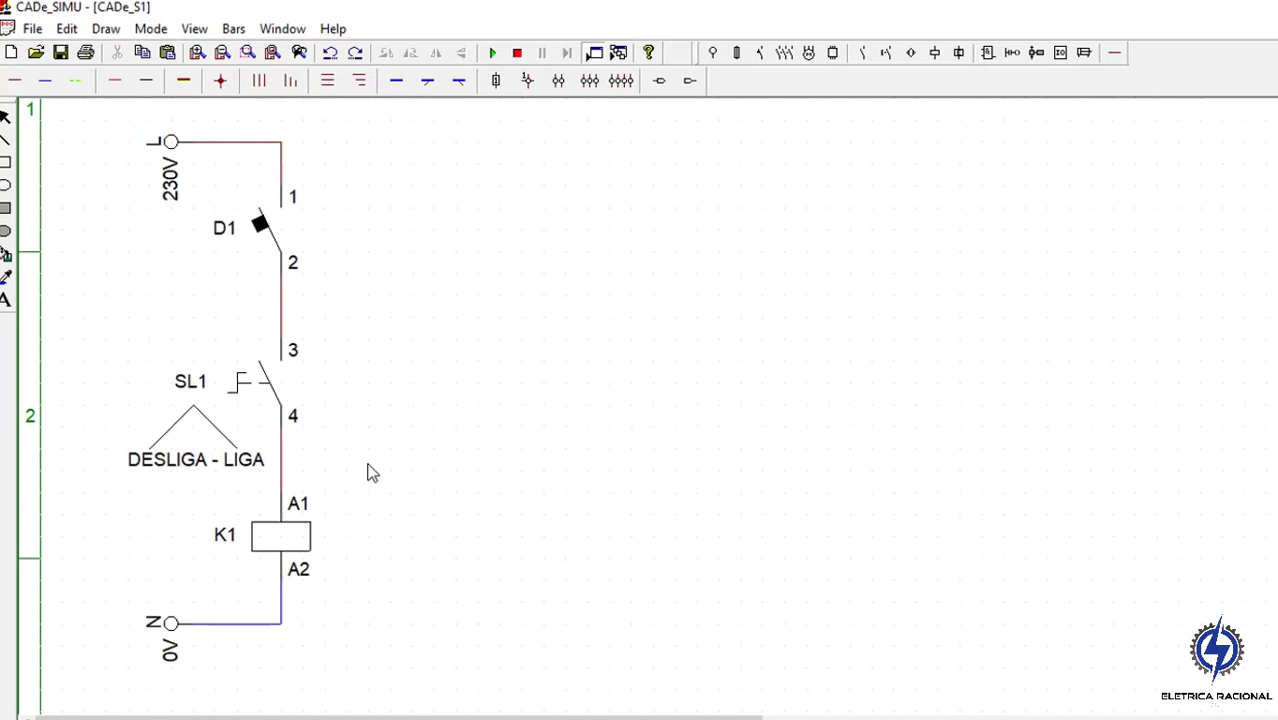 CADe_SIMU - [CADe_S1]
File Edit Draw Mode View Bars Window Help
1
L
230V
1
D1
2
3
SL1
4
2
DESLIGA - LIGA
A1
K1
A2
N
0V
A
ELETRICA RACIONAL